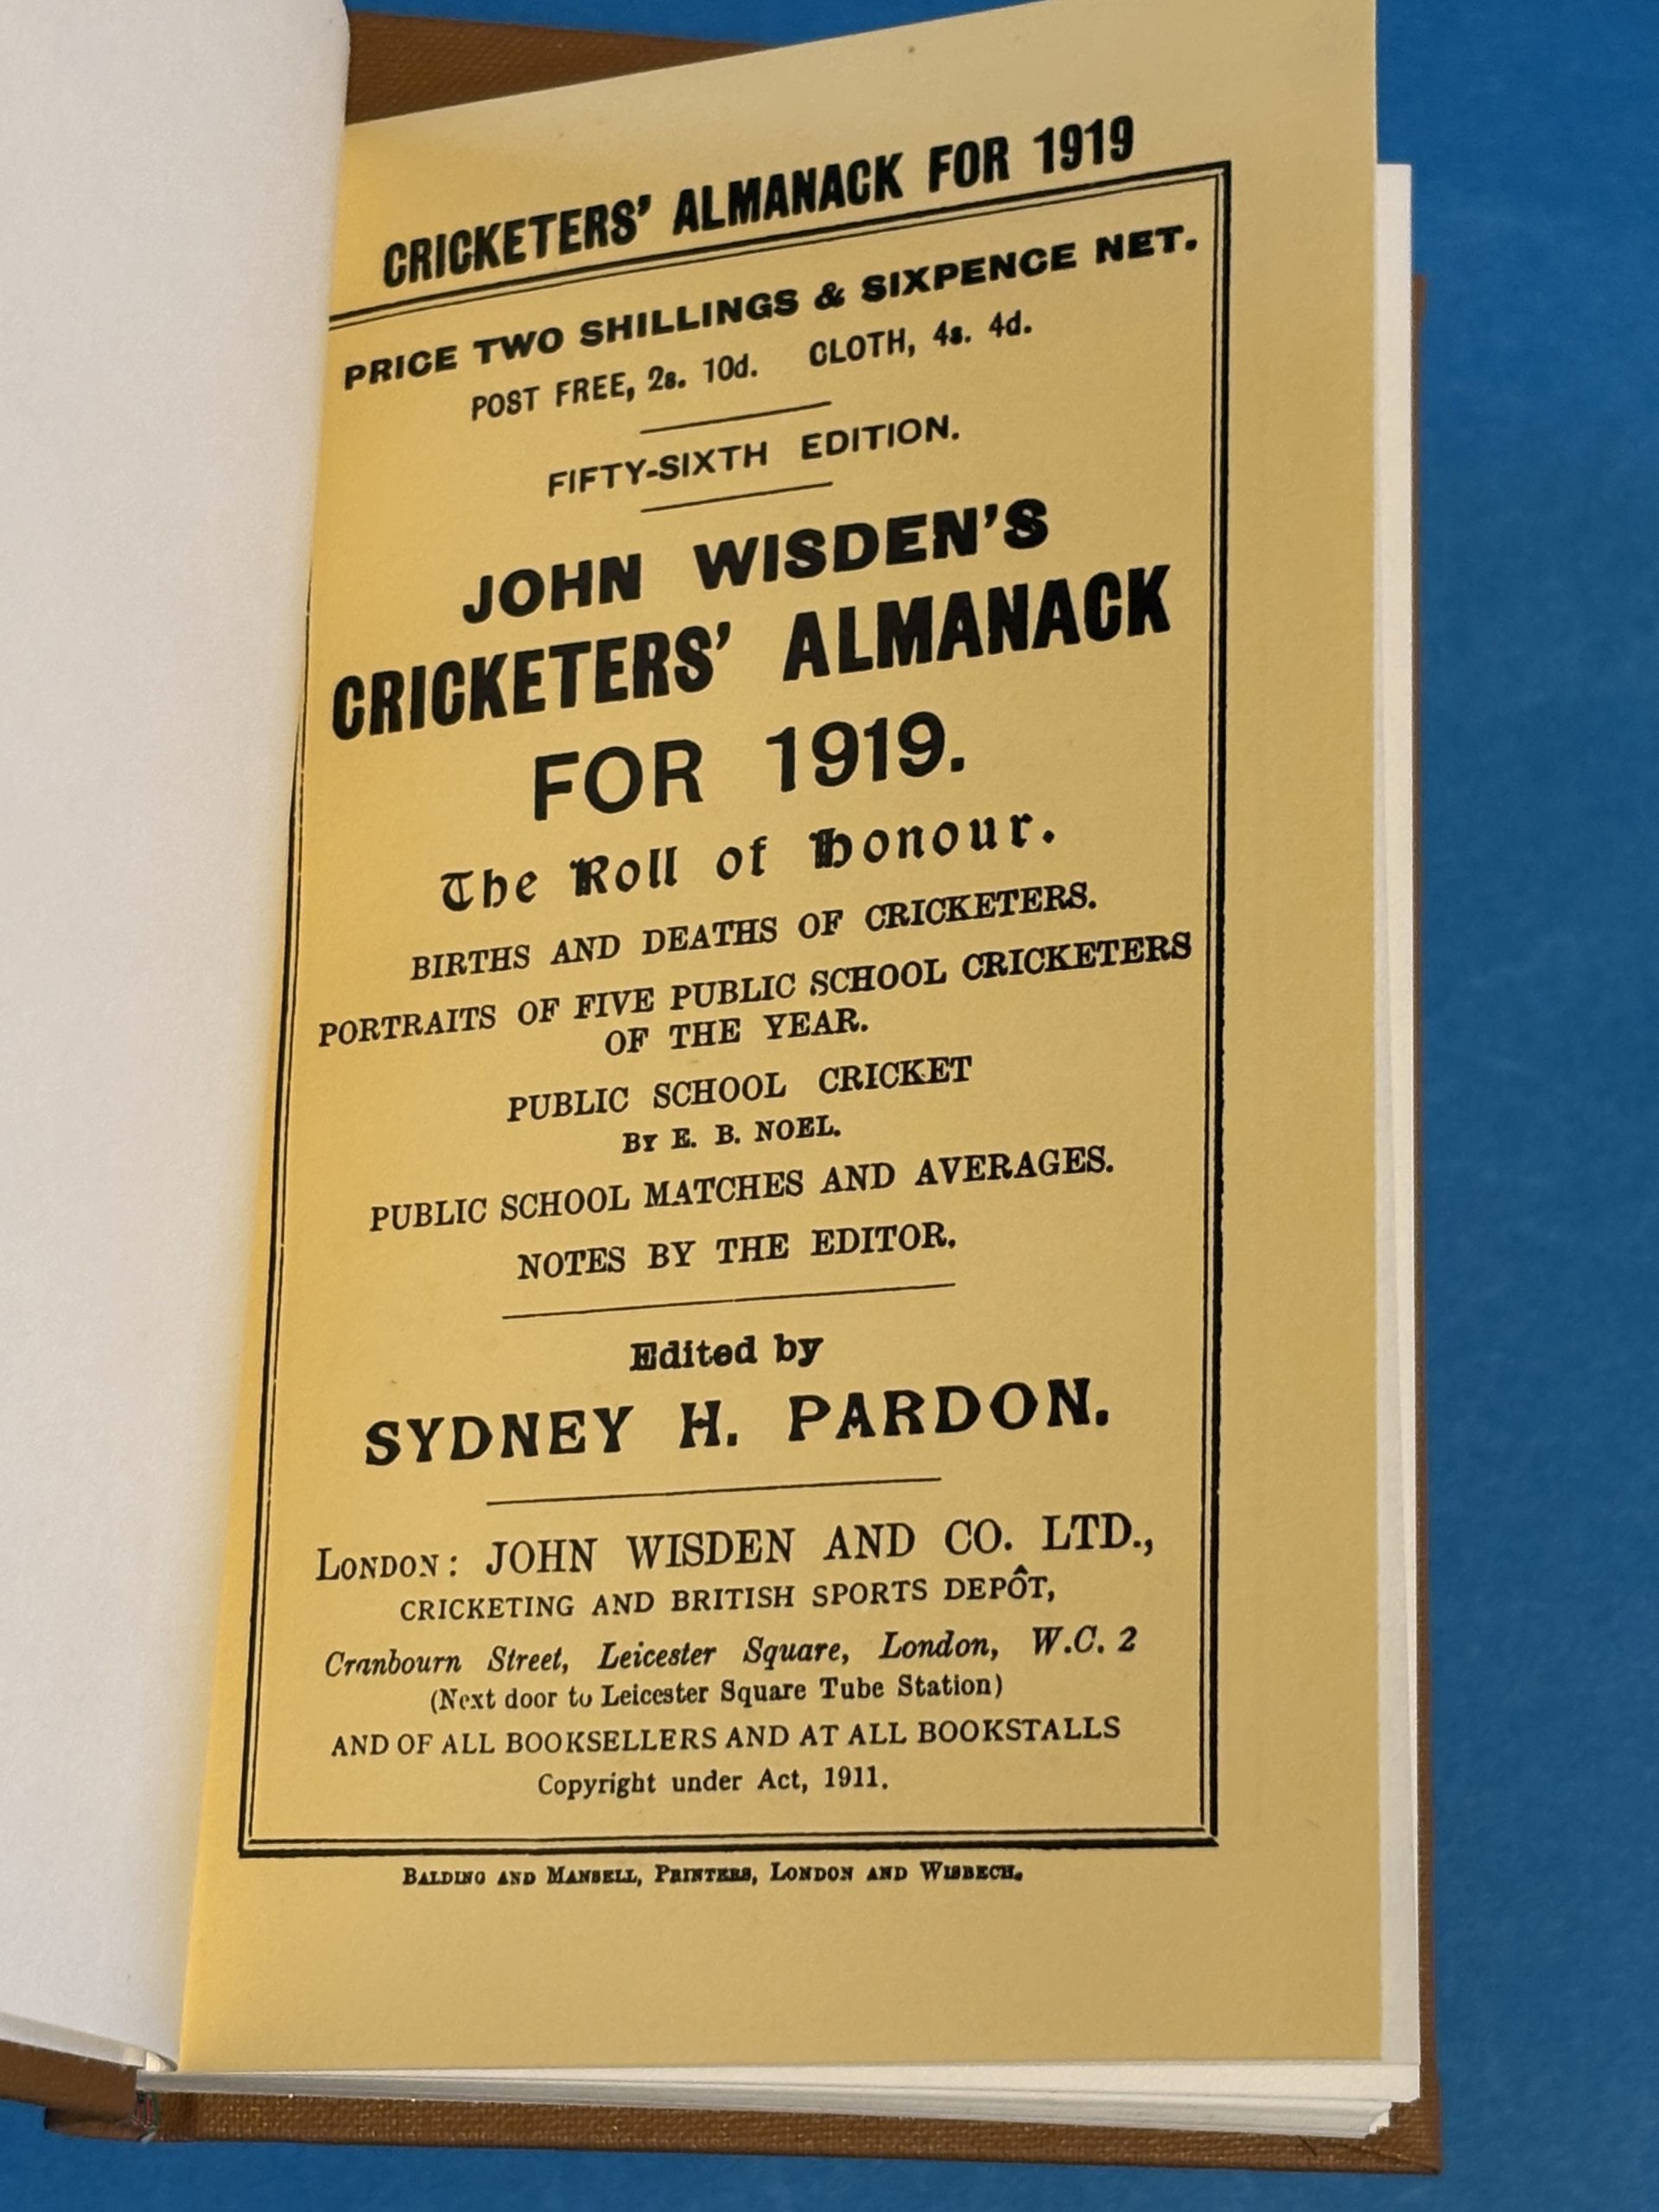 CRICKETERS' ALMANACK FOR 1919
PRICE TWO SHILLINGS & SIXPENCE NET.
POST FREE, 2s. 10d. CLOTH, 4s. 4d.
FIFTY-SIXTH EDITION.
JOHN WISDEN'S
CRICKETERS' ALMANACK
FOR 1919.
The Roll of Honour.
BIRTHS AND DEATHS OF CRICKETERS.
PORTRAITS OF FIVE PUBLIC SCHOOL CRICKETERS
OF THE YEAR.
PUBLIC SCHOOL CRICKET
BY E. B. NOEL.
PUBLIC SCHOOL MATCHES AND AVERAGES.
NOTES BY THE EDITOR.
Edited by
SYDNEY H. PARDON.
LONDON: JOHN WISDEN AND CO. LTD.,
CRICKETING AND BRITISH SPORTS DEPÔT,
Cranbourn Street, Leicester Square, London, W.C. 2
(Next door to Leicester Square Tube Station)
AND OF ALL BOOKSELLERS AND AT ALL BOOKSTALLS
Copyright under Act, 1911.
BALDING AND MANSELL, PRINTERS, LONDON AND WISBECH.